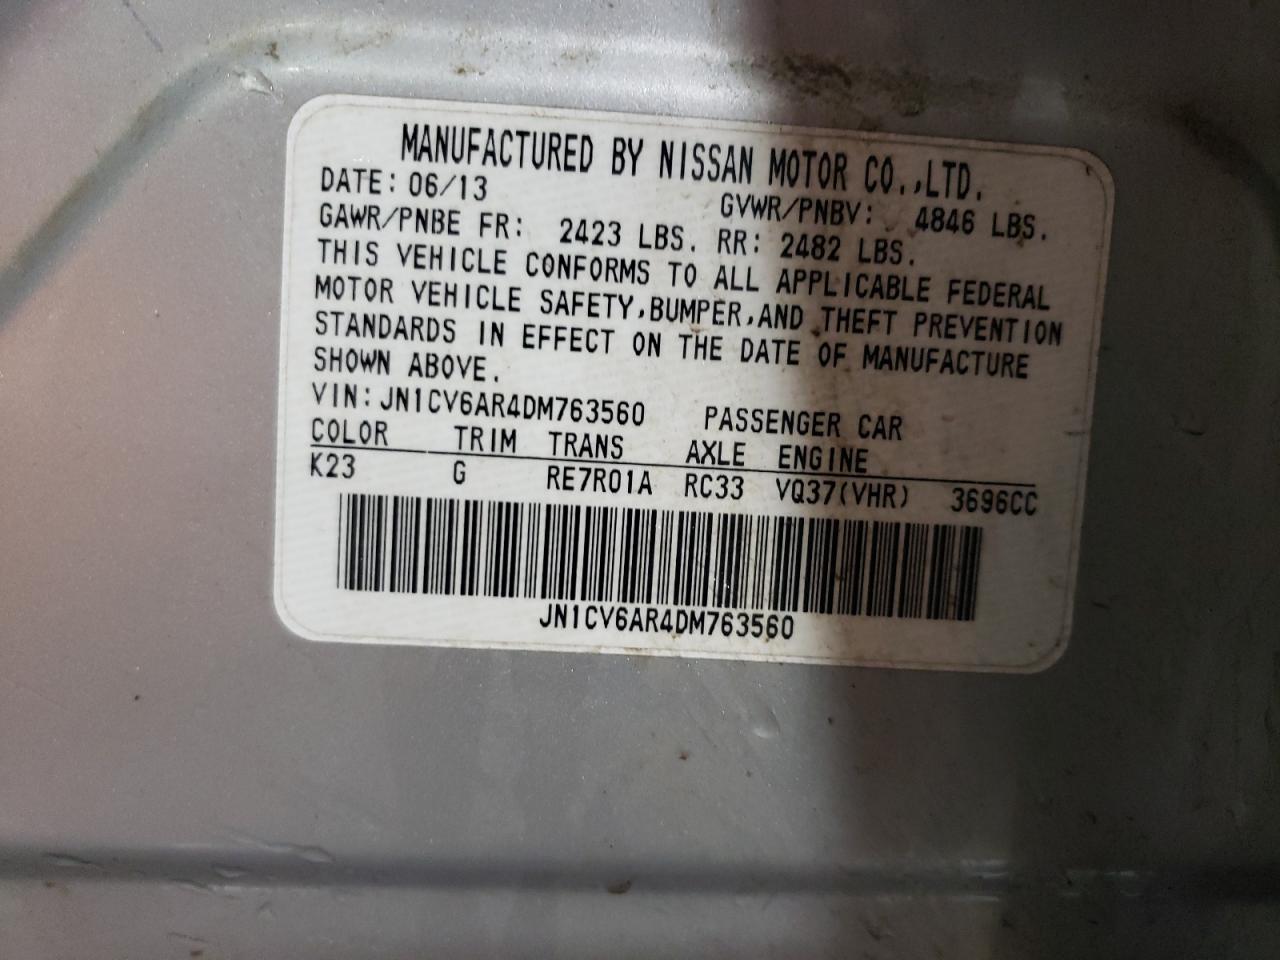 MANUFACTURED BY NISSAN MOTOR CO.,LTD.
DATE: 06/13 GVWR/PNBV: 4846 LBS.
GAWR/PNBE FR: 2423 LBS. RR: 2482 LBS.
THIS VEHICLE CONFORMS TO ALL APPLICABLE FEDERAL
MOTOR VEHICLE SAFETY,BUMPER,AND THEFT PREVENTION
STANDARDS IN EFFECT ON THE DATE OF MANUFACTURE
SHOWN ABOVE.
VIN: JN1CV6AR4DM763560 PASSENGER CAR
COLOR TRIM TRANS AXLE ENGINE
K23 G RE7R01A RC33 VQ37(VHR) 3696CC
JN1CV6AR4DM763560